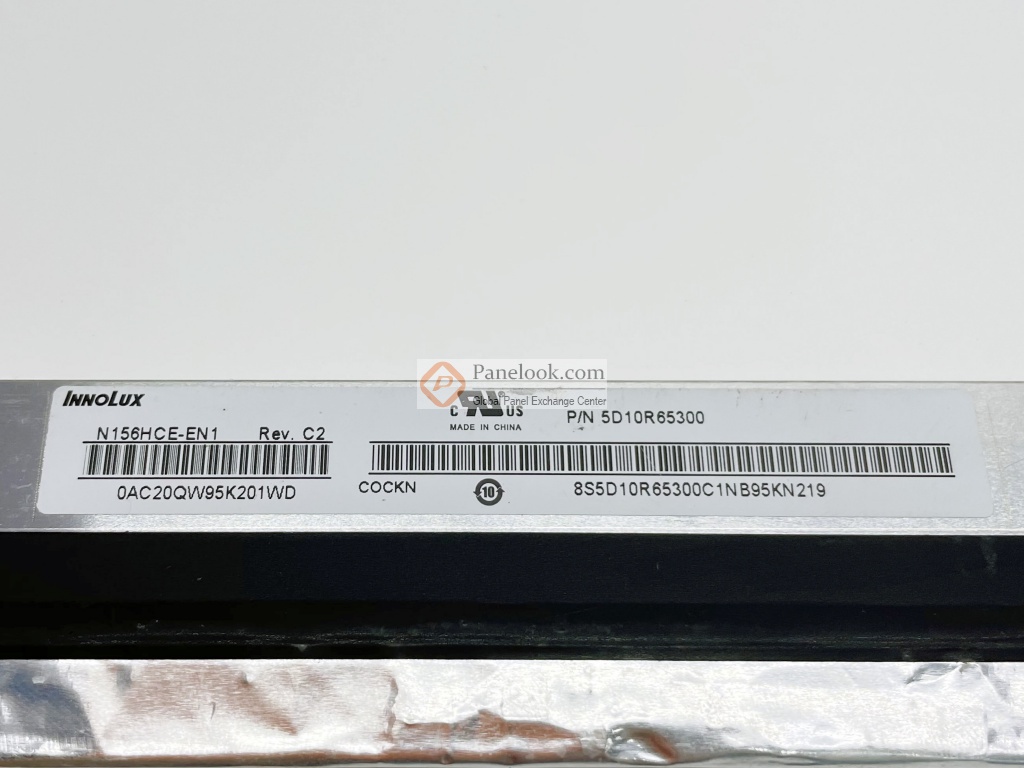 Panelook.com
Global Panel Exchange Center
INNOLUX
C RU US
MADE IN CHINA
P/N 5D10R65300
N156HCE-EN1 Rev. C2
0AC20QW95K201WD
COCKN
10
8S5D10R65300C1NB95KN219